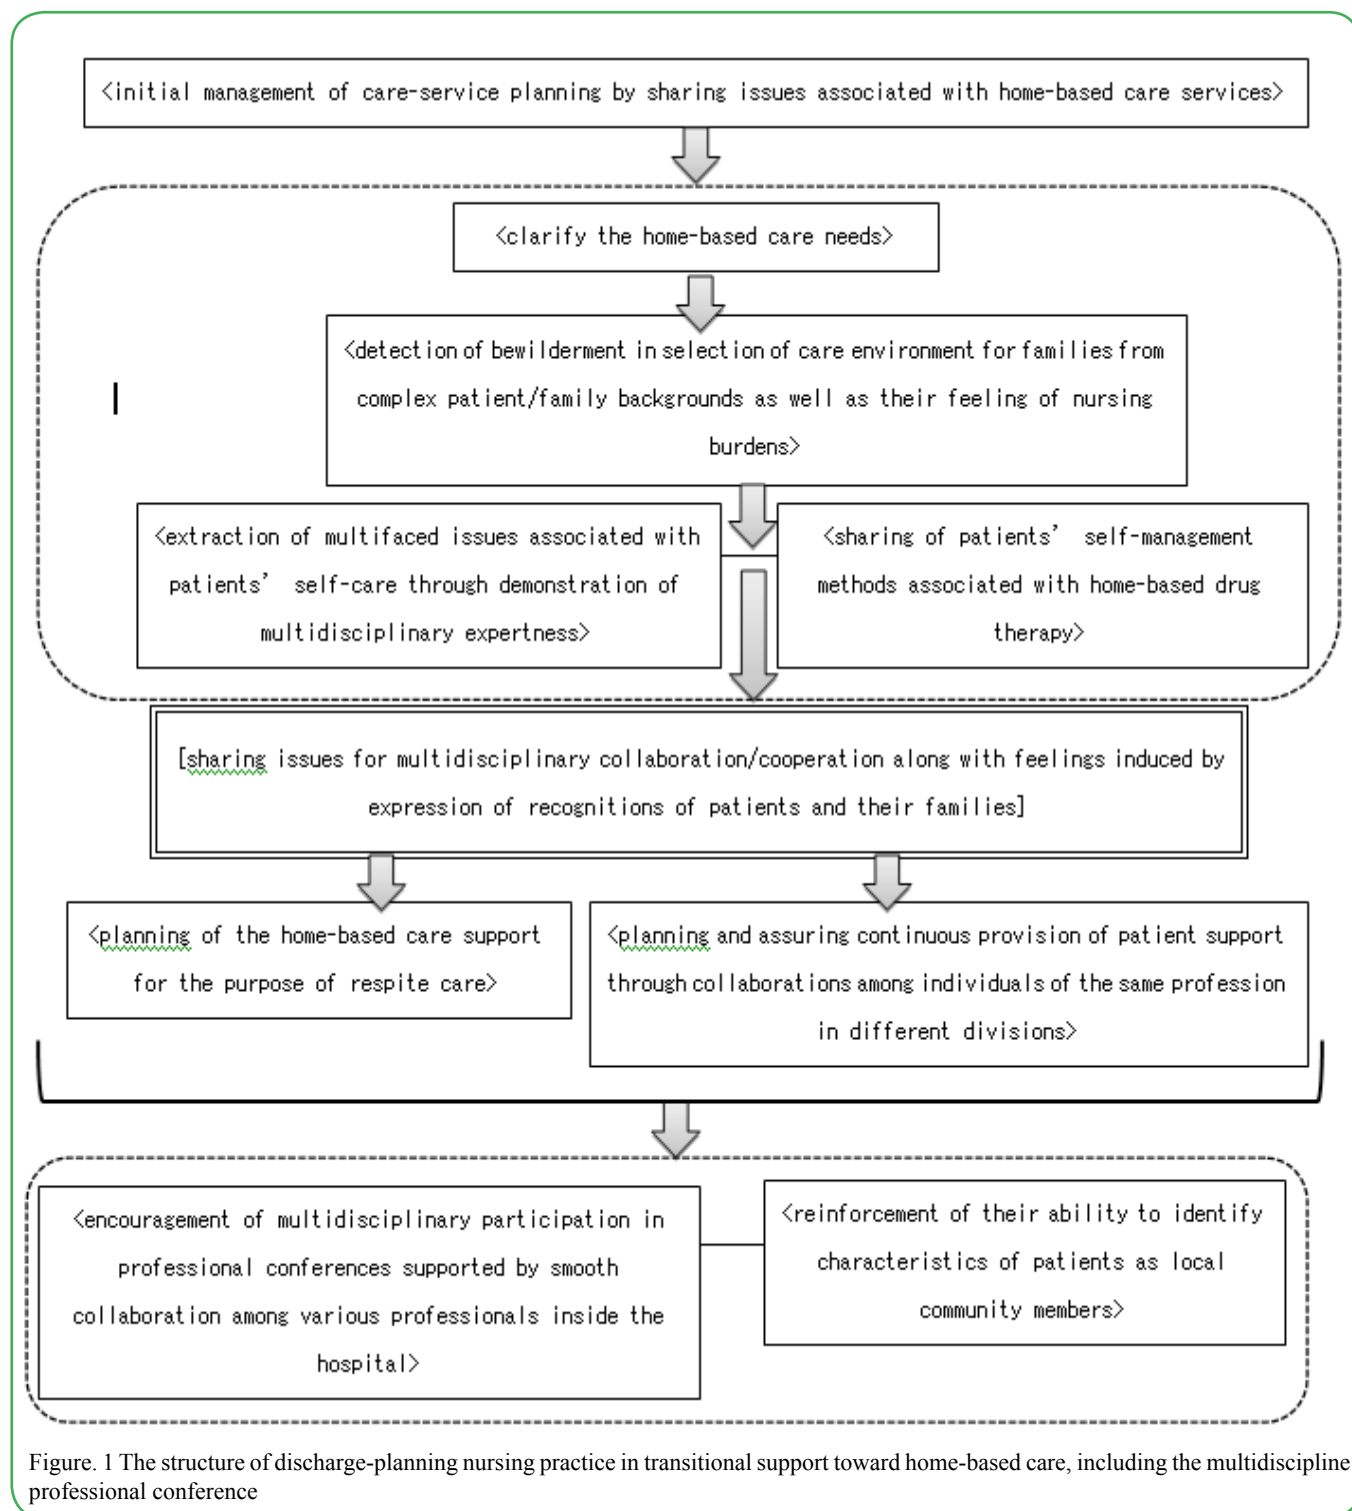 <initial management of care-service planning by sharing issues associated with home-based care services>
<clarify the home-based care needs>
<detection of bewilderment in selection of care environment for families from
complex patient/family backgrounds as well as their feeling of nursing
burdens>
<extraction of multifaced issues associated with
patients’ self-care through demonstration of
multidisciplinary expertness>
<sharing of patients’ self-management
methods associated with home-based drug
therapy>
[sharing issues for multidisciplinary collaboration/cooperation along with feelings induced by
expression of recognitions of patients and their families]
<planning of the home-based care support
for the purpose of respite care>
<planning and assuring continuous provision of patient support
through collaborations among individuals of the same profession
in different divisions>
<encouragement of multidisciplinary participation in
professional conferences supported by smooth
collaboration among various professionals inside the
hospital>
<reinforcement of their ability to identify
characteristics of patients as local
community members>
Figure. 1 The structure of discharge-planning nursing practice in transitional support toward home-based care, including the multidiscipline
professional conference